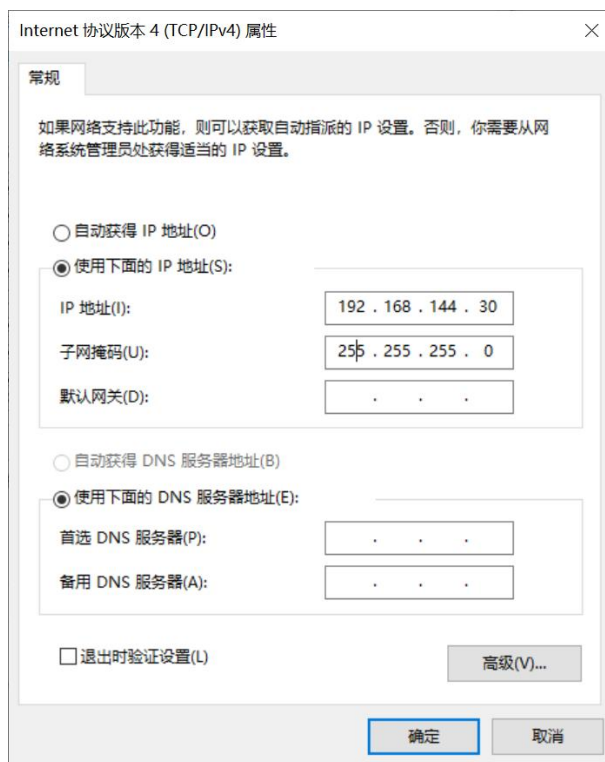 Internet 协议版本 4 (TCP/IPv4) 属性
常规
如果网络支持此功能，则可以获取自动指派的 IP 设置。否则，你需要从网
络系统管理员处获得适当的 IP 设置。
自动获得 IP 地址(O)
使用下面的 IP 地址(S):
IP 地址(I): 192 . 168 . 144 . 30
子网掩码(U): 255 . 255 . 255 . 0
默认网关(D): . . .
自动获得 DNS 服务器地址(B)
使用下面的 DNS 服务器地址(E):
首选 DNS 服务器(P): . . .
备用 DNS 服务器(A): . . .
退出时验证设置(L)
高级(V)...
确定 取消